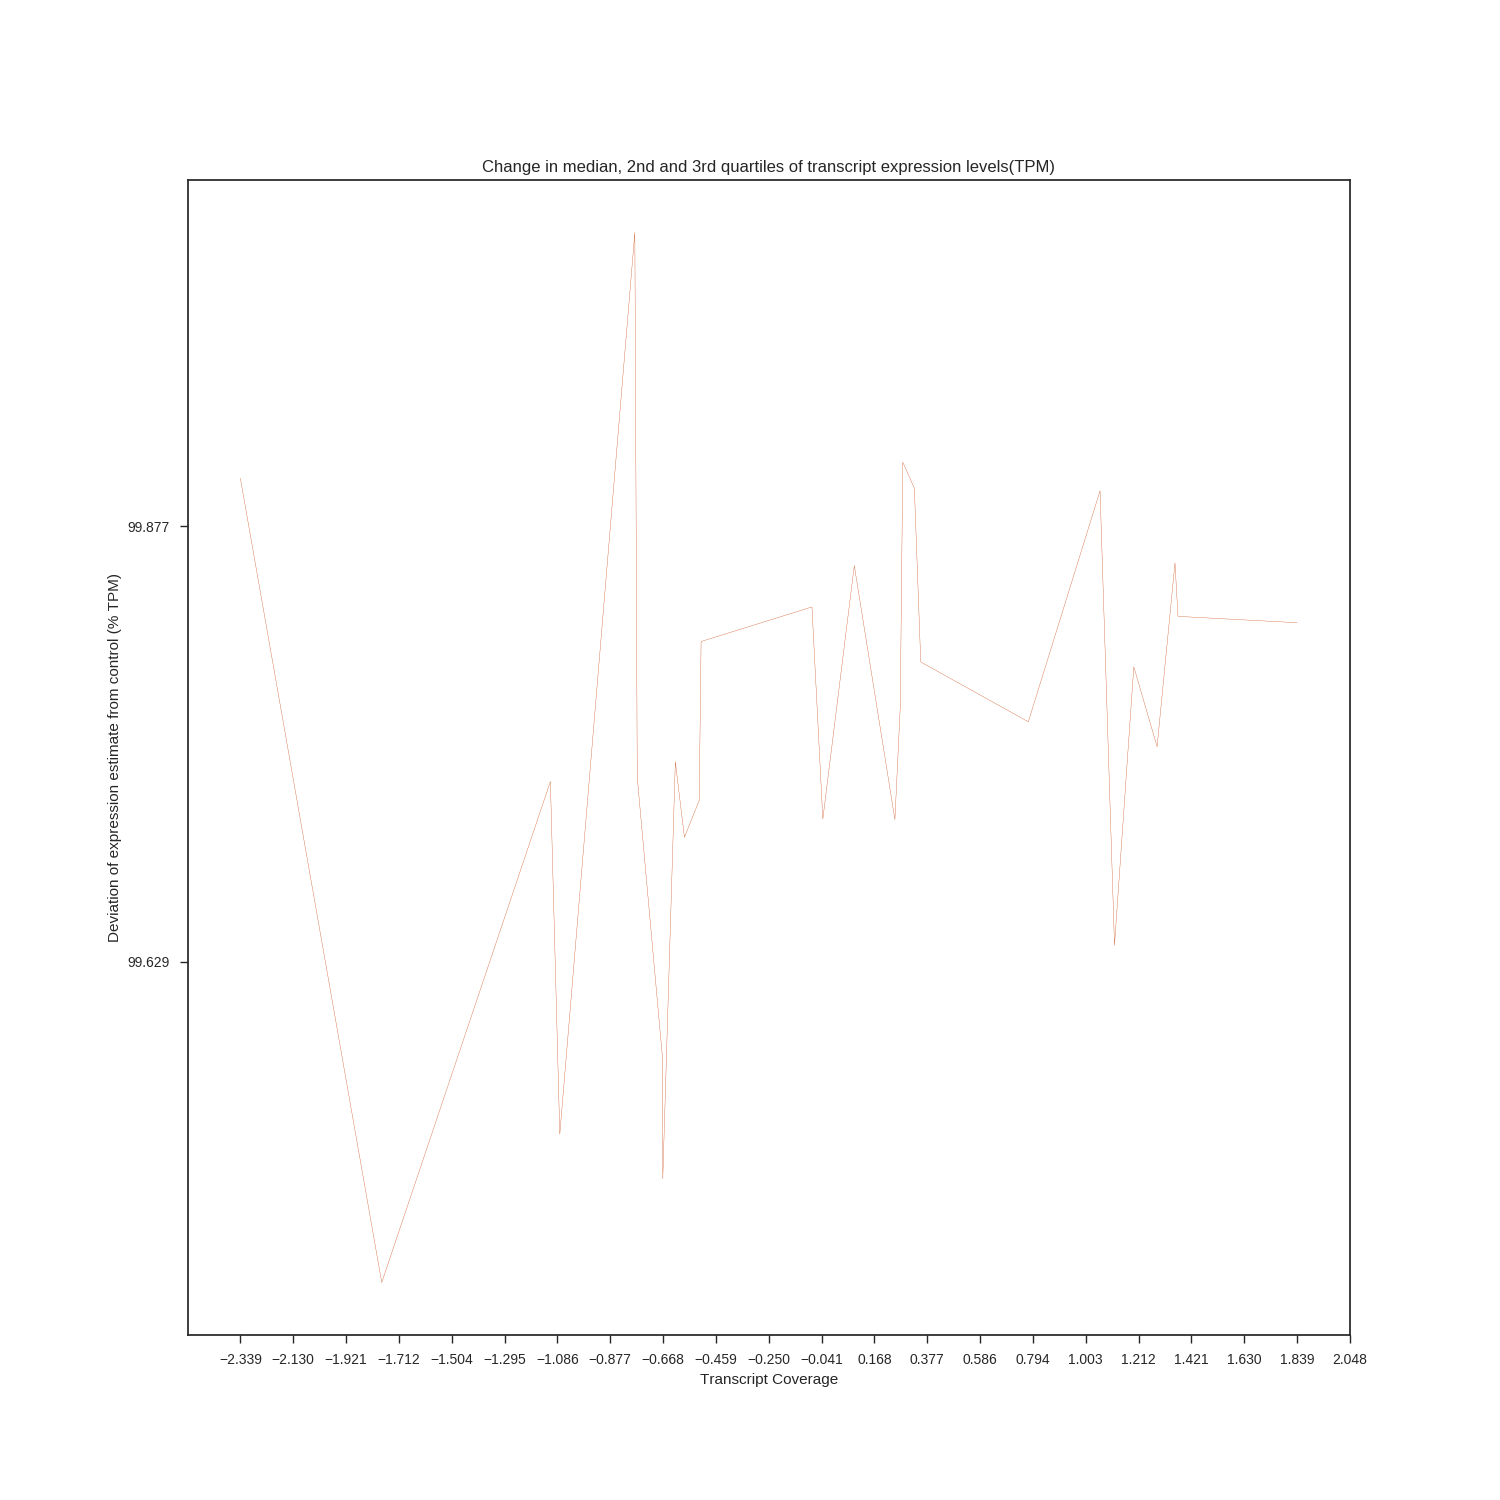 Change in median, 2nd and 3rd quartiles of transcript expression levels(TPM)
99.877
99.629
Deviation of expression estimate from control (% TPM)
−2.339 −2.130 −1.921 −1.712 −1.504 −1.295 −1.086 −0.877 −0.668 −0.459 −0.250 −0.041 0.168 0.377 0.586 0.794 1.003 1.212 1.421 1.630 1.839 2.048
Transcript Coverage